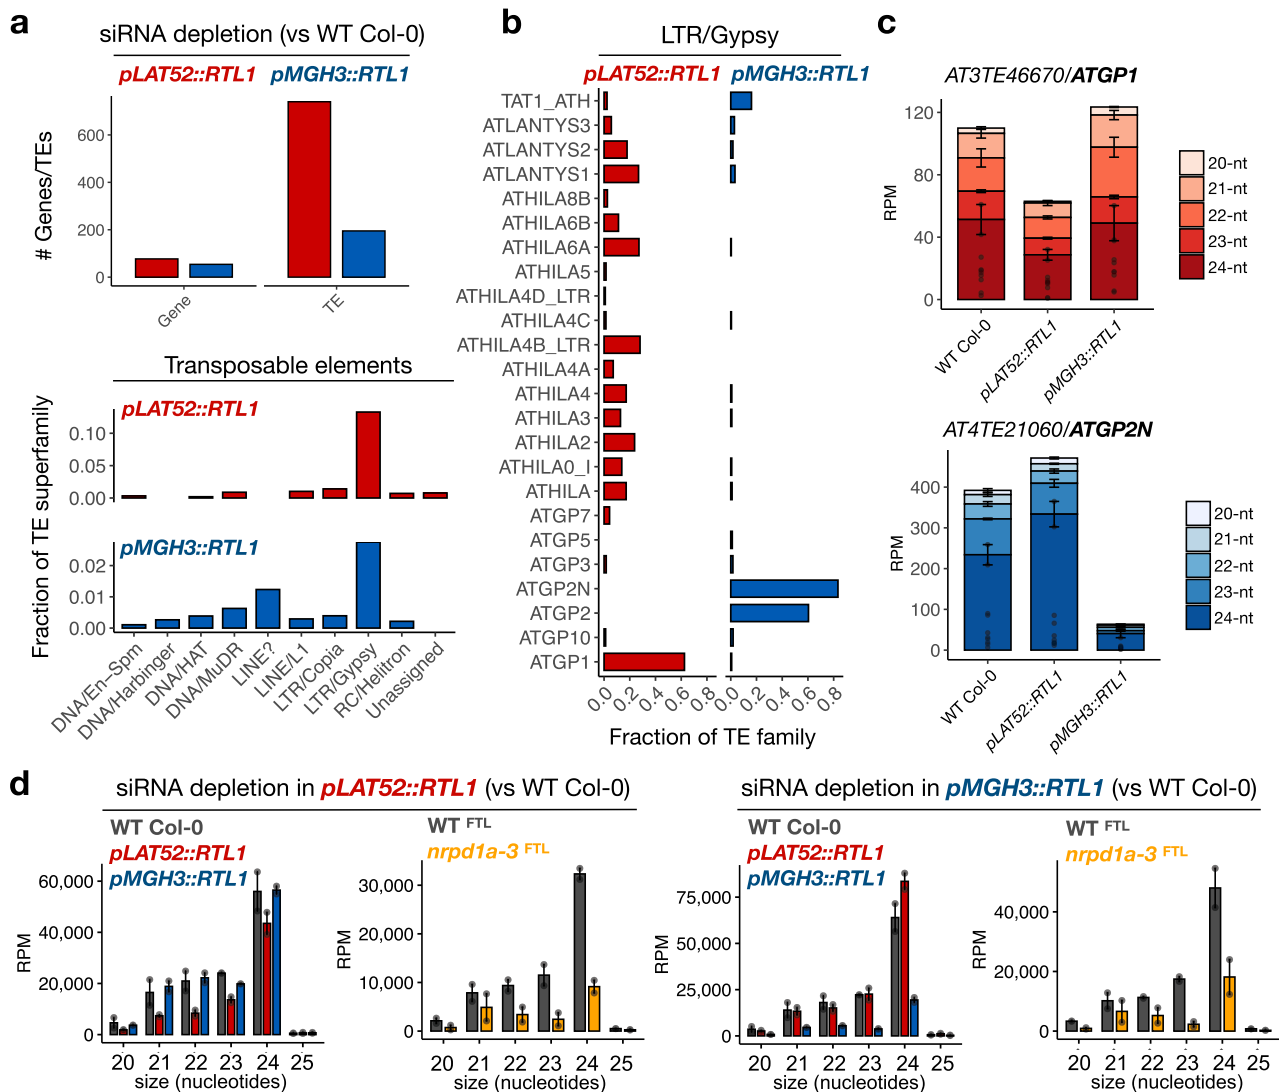 a
siRNA depletion (vs WT Col-0)
pLAT52::RTL1 pMGH3::RTL1
# Genes/TEs
600
400
200
0
Gene
TE
Transposable elements
pLAT52::RTL1
0.10
0.05
0.00
pMGH3::RTL1
0.02
0.01
0.00
Fraction of TE superfamily
DNA/En−Spm
DNA/Harbinger
DNA/HAT
DNA/MuDR
LINE?
LINE/L1
LTR/Copia
LTR/Gypsy
RC/Helitron
Unassigned
b
LTR/Gypsy
pLAT52::RTL1 pMGH3::RTL1
TAT1_ATH
ATLANTYS3
ATLANTYS2
ATLANTYS1
ATHILA8B
ATHILA6B
ATHILA6A
ATHILA5
ATHILA4D_LTR
ATHILA4C
ATHILA4B_LTR
ATHILA4A
ATHILA4
ATHILA3
ATHILA2
ATHILA0_I
ATHILA
ATGP7
ATGP5
ATGP3
ATGP2N
ATGP2
ATGP10
ATGP1
0.0 0.2 0.4 0.6 0.8 0.0 0.2 0.4 0.6 0.8
Fraction of TE family
c
AT3TE46670/ATGP1
120
80
40
0
RPM
WT Col-0
pLAT52::RTL1
pMGH3::RTL1
20-nt
21-nt
22-nt
23-nt
24-nt
AT4TE21060/ATGP2N
400
300
200
100
0
RPM
WT Col-0
pLAT52::RTL1
pMGH3::RTL1
20-nt
21-nt
22-nt
23-nt
24-nt
d
siRNA depletion in pLAT52::RTL1 (vs WT Col-0)
WT Col-0
pLAT52::RTL1
pMGH3::RTL1
60,000
40,000
20,000
0
RPM
20 21 22 23 24 25
size (nucleotides)
WT FTL
nrpd1a-3 FTL
30,000
20,000
10,000
0
RPM
20 21 22 23 24 25
size (nucleotides)
siRNA depletion in pMGH3::RTL1 (vs WT Col-0)
WT Col-0
pLAT52::RTL1
pMGH3::RTL1
75,000
50,000
25,000
0
RPM
20 21 22 23 24 25
size (nucleotides)
WT FTL
nrpd1a-3 FTL
40,000
20,000
0
RPM
20 21 22 23 24 25
size (nucleotides)